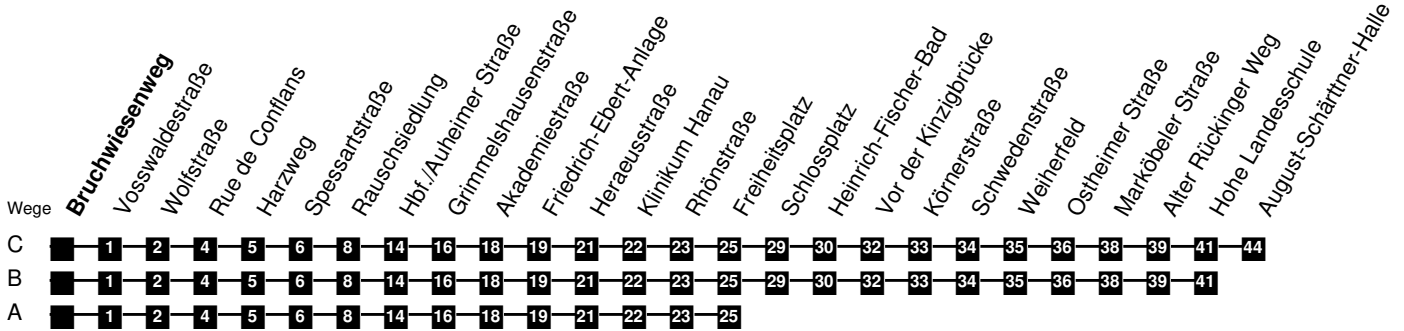 Bruchwiesenweg
Vosswaldestraße
Wolfstraße
Rue de Conflans
Harzweg
Spessartstraße
Rauschsiedlung
Hbf./Auheimer Straße
Grimmelshausenstraße
Akademiestraße
Friedrich-Ebert-Anlage
Heraeusstraße
Klinikum Hanau
Rhönstraße
Freiheitsplatz
Schlossplatz
Heinrich-Fischer-Bad
Vor der Kinzigbrücke
Körnerstraße
Schwedenstraße
Weiherfeld
Ostheimer Straße
Marköbeler Straße
Alter Rückinger Weg
Hohe Landesschule
August-Schärttner-Halle
Wege
C 1 2 4 5 6 8 14 16 18 19 21 22 23 25 29 30 32 33 34 35 36 38 39 41 44
B 1 2 4 5 6 8 14 16 18 19 21 22 23 25 29 30 32 33 34 35 36 38 39 41
A 1 2 4 5 6 8 14 16 18 19 21 22 23 25